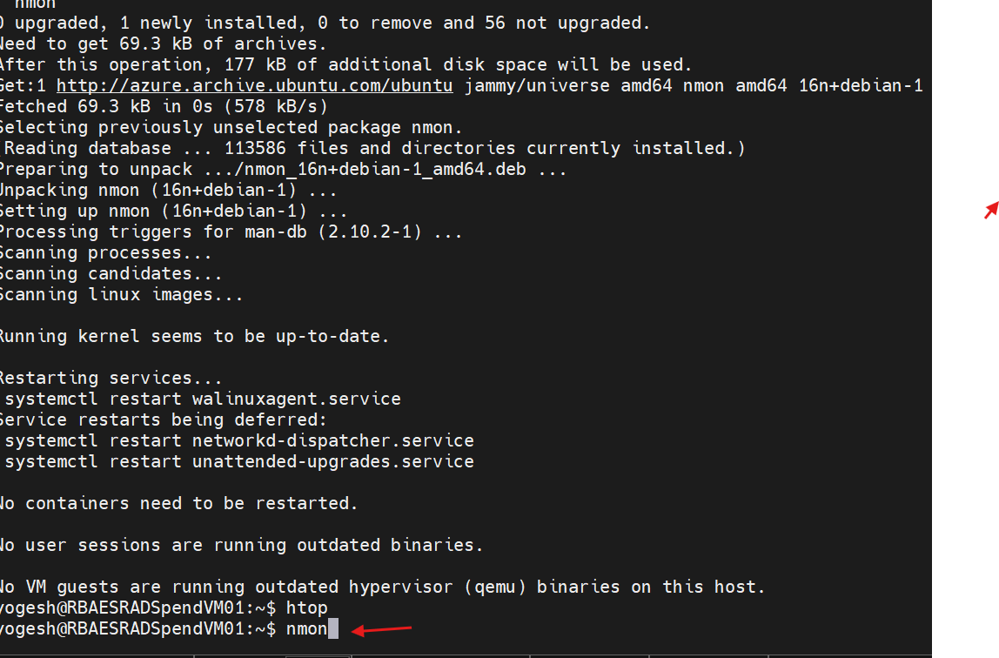 nmon
0 upgraded, 1 newly installed, 0 to remove and 56 not upgraded.
Need to get 69.3 kB of archives.
After this operation, 177 kB of additional disk space will be used.
Get:1 http://azure.archive.ubuntu.com/ubuntu jammy/universe amd64 nmon amd64 16n+debian-1
Fetched 69.3 kB in 0s (578 kB/s)
Selecting previously unselected package nmon.
(Reading database ... 113586 files and directories currently installed.)
Preparing to unpack .../nmon_16n+debian-1_amd64.deb ...
Unpacking nmon (16n+debian-1) ...
Setting up nmon (16n+debian-1) ...
Processing triggers for man-db (2.10.2-1) ...
Scanning processes...
Scanning candidates...
Scanning linux images...
Running kernel seems to be up-to-date.
Restarting services...
systemctl restart walinuxagent.service
Service restarts being deferred:
systemctl restart networkd-dispatcher.service
systemctl restart unattended-upgrades.service
No containers need to be restarted.
No user sessions are running outdated binaries.
No VM guests are running outdated hypervisor (qemu) binaries on this host.
yogesh@RBAESRADSpendVM01:~$ htop
yogesh@RBAESRADSpendVM01:~$ nmon